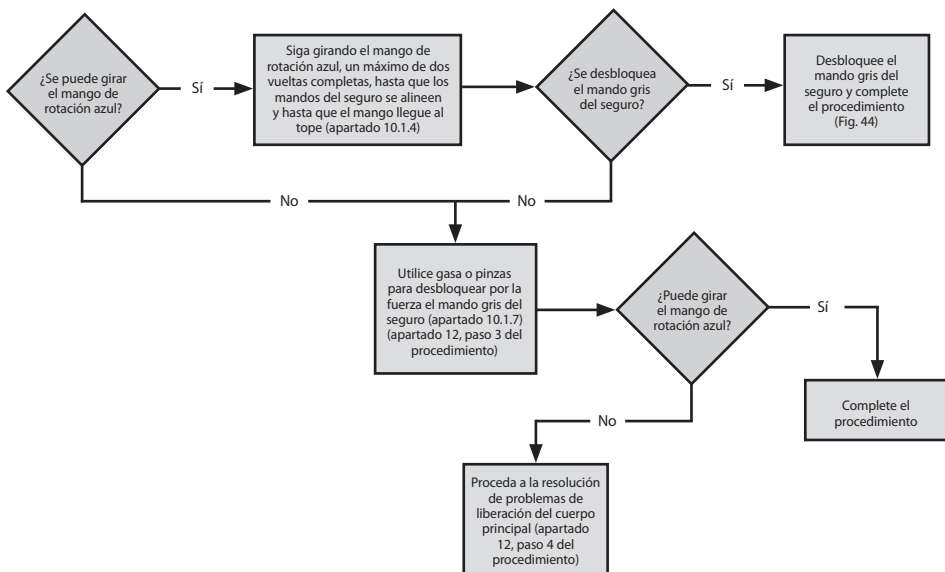 ¿Se puede girar
el mango de
rotación azul?
Sí
Siga girando el mango de
rotación azul, un máximo de dos
vueltas completas, hasta que los
mandos del seguro se alineen
y hasta que el mango llegue al
tope (apartado 10.1.4)
¿Se desbloquea
el mando gris
del seguro?
Sí
Desbloquee el
mando gris del
seguro y complete
el procedimiento
(Fig. 44)
No
No
Utilice gasa o pinzas
para desbloquear por la
fuerza el mando gris del
seguro (apartado 10.1.7)
(apartado 12, paso 3 del
procedimiento)
¿Puede girar
el mango de
rotación azul?
Sí
Complete el
procedimiento
No
Proceda a la resolución
de problemas de
liberación del cuerpo
principal (apartado
12, paso 4 del
procedimiento)